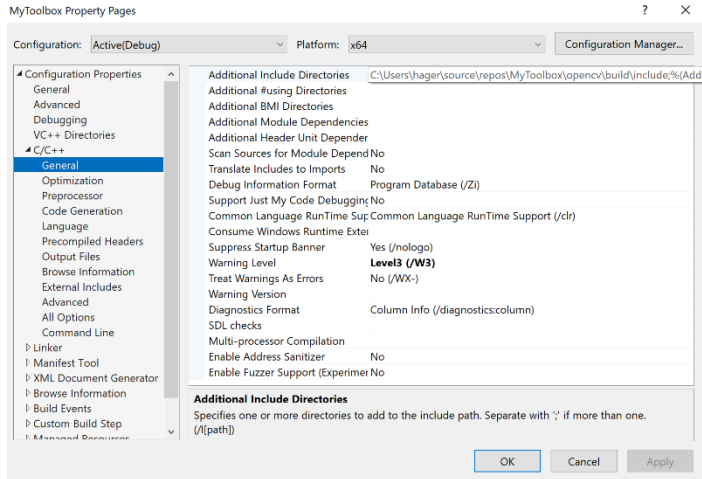 MyToolbox Property Pages
? ×
Configuration: Active(Debug) Platform: x64 Configuration Manager...
Configuration Properties
General
Advanced
Debugging
VC++ Directories
C/C++
General
Optimization
Preprocessor
Code Generation
Language
Precompiled Headers
Output Files
Browse Information
External Includes
Advanced
All Options
Command Line
Linker
Manifest Tool
XML Document Generator
Browse Information
Build Events
Custom Build Step
Managed Resources
Additional Include Directories C:\Users\hager\source\repos\MyToolbox\opencv\build\include;%(Add
Additional #using Directories
Additional BMI Directories
Additional Module Dependencies
Additional Header Unit Depender
Scan Sources for Module Depend No
Translate Includes to Imports No
Debug Information Format Program Database (/Zi)
Support Just My Code Debugging No
Common Language RunTime Sup Common Language RunTime Support (/clr)
Consume Windows Runtime Exter
Suppress Startup Banner Yes (/nologo)
Warning Level Level3 (/W3)
Treat Warnings As Errors No (/WX-)
Warning Version
Diagnostics Format Column Info (/diagnostics:column)
SDL checks
Multi-processor Compilation
Enable Address Sanitizer No
Enable Fuzzer Support (Experimer No
Additional Include Directories
Specifies one or more directories to add to the include path. Separate with ';' if more than one.
(/I[path])
OK Cancel Apply